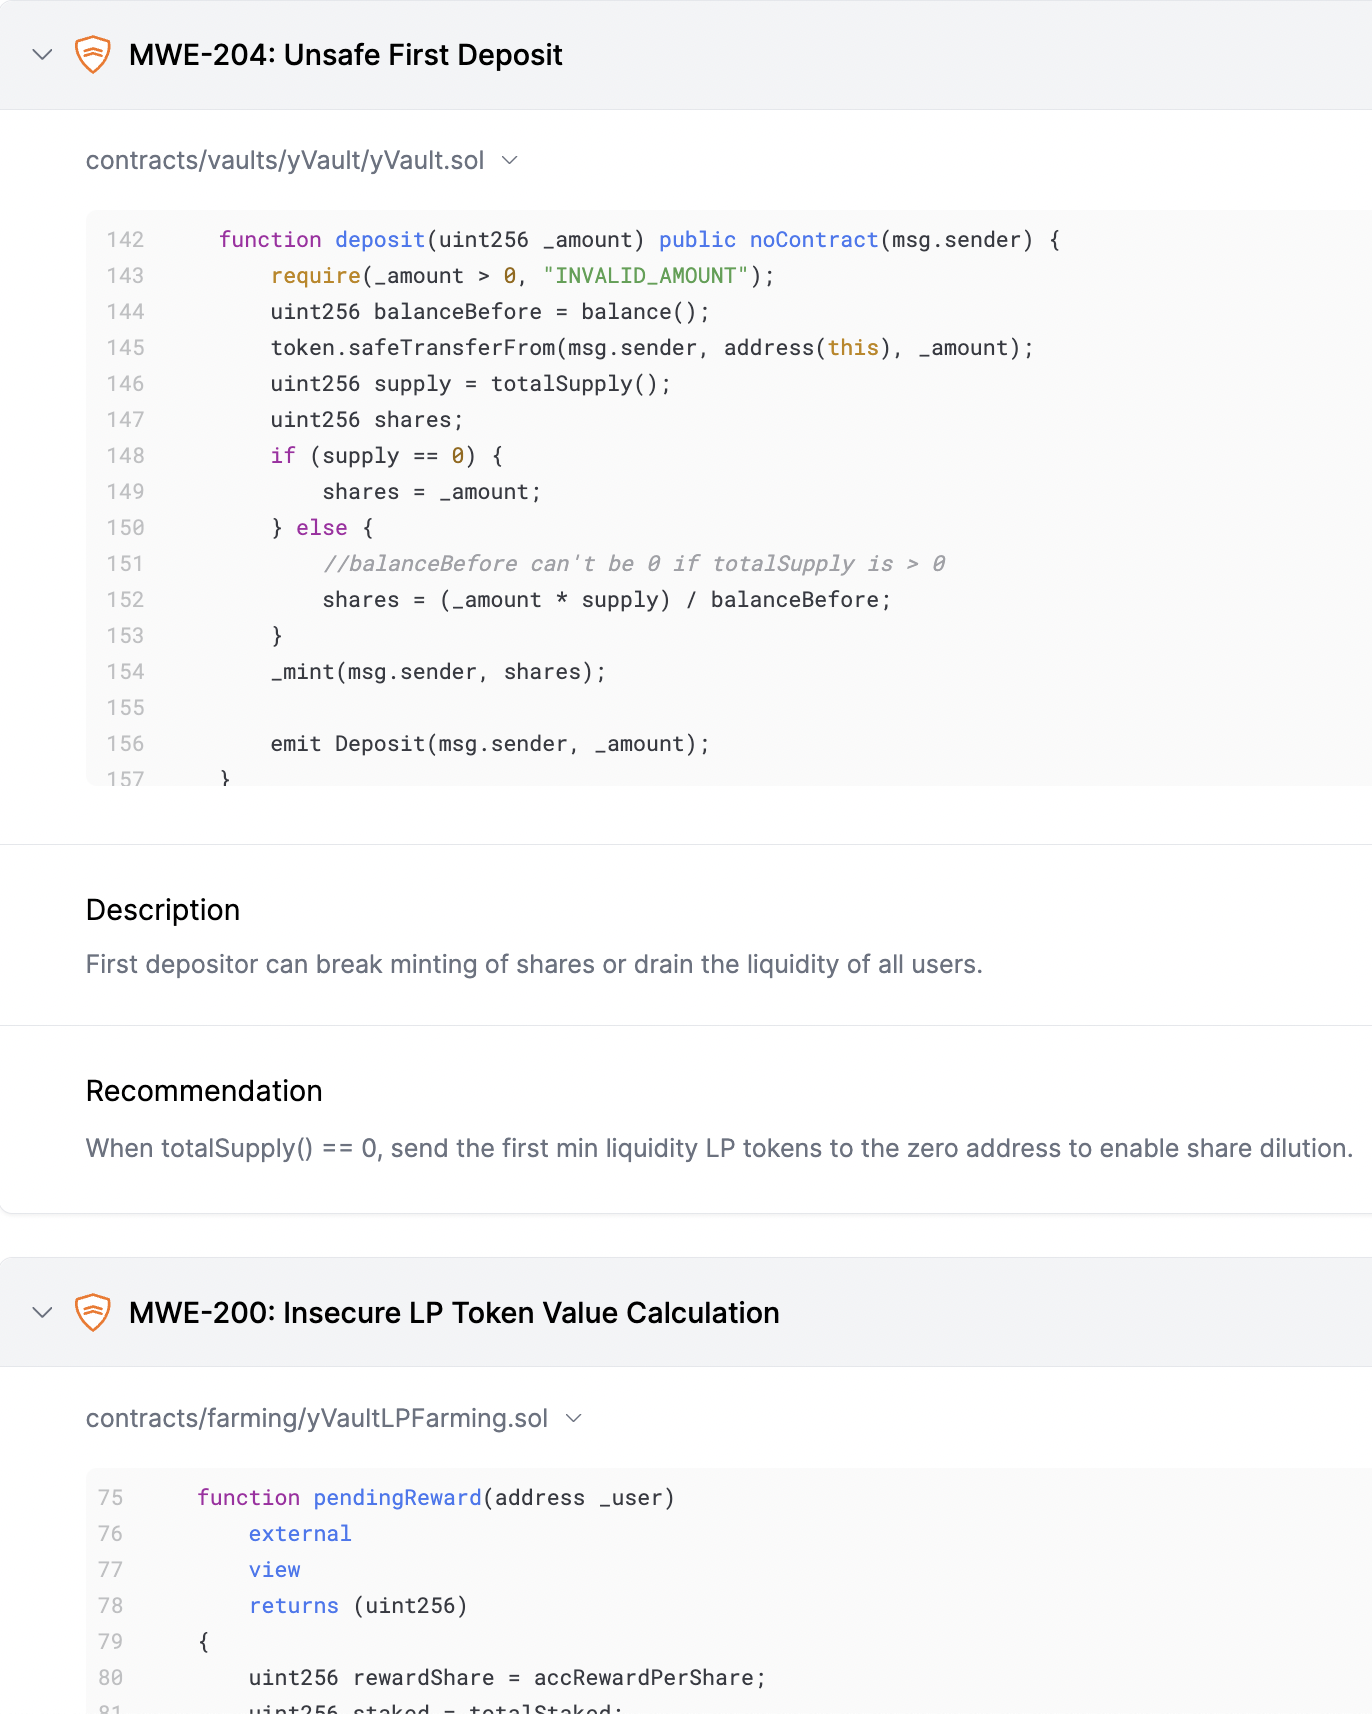 MWE-204: Unsafe First Deposit
contracts/vaults/yVault/yVault.sol
142 function deposit(uint256 _amount) public noContract(msg.sender) {
143 require(_amount > 0, "INVALID_AMOUNT");
144 uint256 balanceBefore = balance();
145 token.safeTransferFrom(msg.sender, address(this), _amount);
146 uint256 supply = totalSupply();
147 uint256 shares;
148 if (supply == 0) {
149 shares = _amount;
150 } else {
151 //balanceBefore can't be 0 if totalSupply is > 0
152 shares = (_amount * supply) / balanceBefore;
153 }
154 _mint(msg.sender, shares);
155
156 emit Deposit(msg.sender, _amount);
157 }
Description
First depositor can break minting of shares or drain the liquidity of all users.
Recommendation
When totalSupply() == 0, send the first min liquidity LP tokens to the zero address to enable share dilution.
MWE-200: Insecure LP Token Value Calculation
contracts/farming/yVaultLPFarming.sol
75 function pendingReward(address _user)
76 external
77 view
78 returns (uint256)
79 {
80 uint256 rewardShare = accRewardPerShare;
81 uint256 staked = totalStaked;